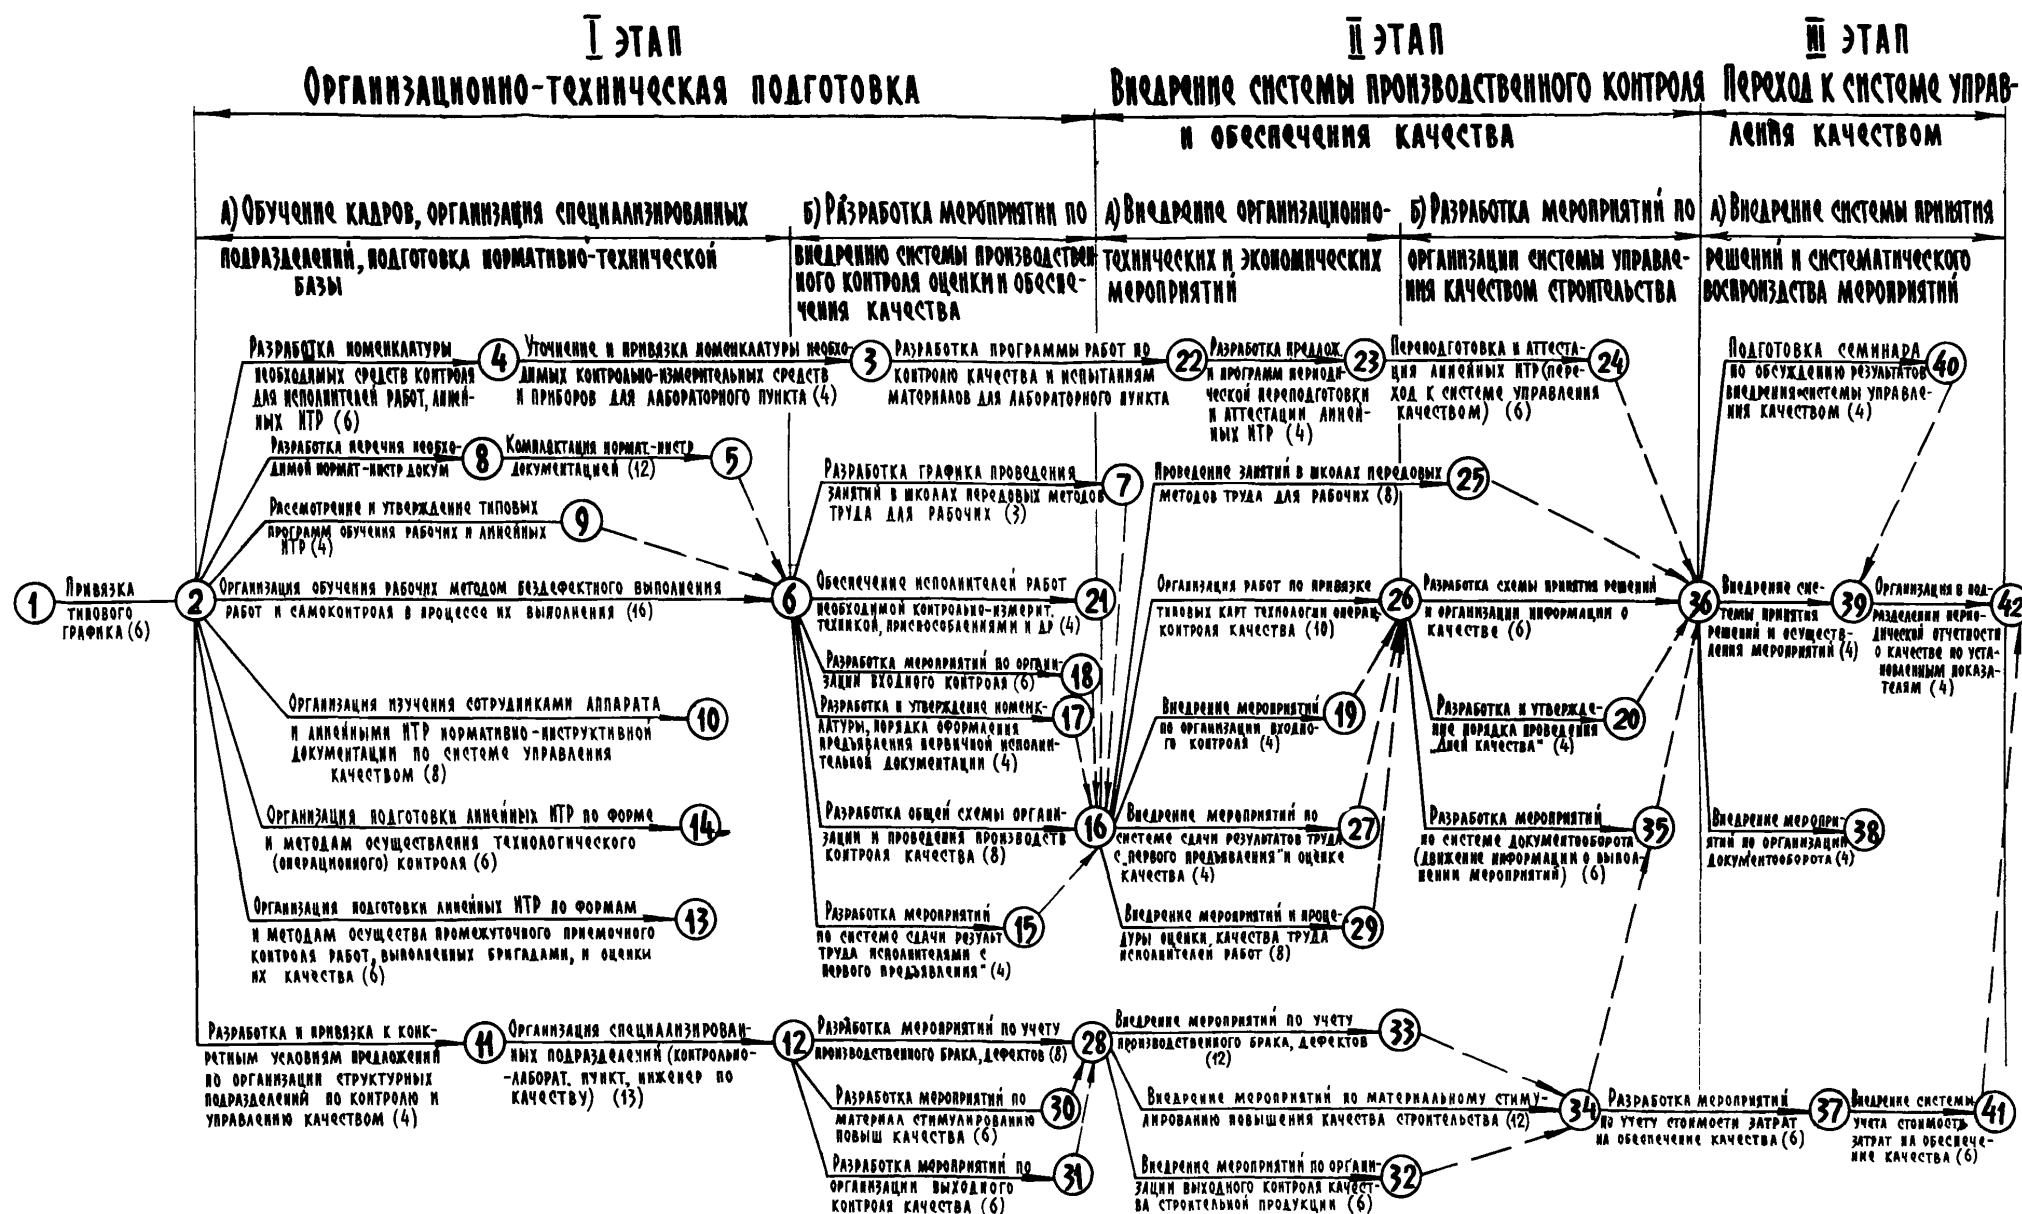 I ЭТАП
ОРГАНИЗАЦИОННО-ТЕХНИЧЕСКАЯ ПОДГОТОВКА
II ЭТАП
ВНЕДРЕНИЕ СИСТЕМЫ ПРОИЗВОДСТВЕННОГО КОНТРОЛЯ
И ОБЕСПЕЧЕНИЯ КАЧЕСТВА
III ЭТАП
ПЕРЕХОД К СИСТЕМЕ УПРАВ-
ЛЕНИЯ КАЧЕСТВОМ
А) ОБУЧЕНИЕ КАДРОВ, ОРГАНИЗАЦИЯ СПЕЦИАЛИЗИРОВАННЫХ
ПОДРАЗДЕЛЕНИЙ, ПОДГОТОВКА НОРМАТИВНО-ТЕХНИЧЕСКОЙ
БАЗЫ
Б) РАЗРАБОТКА МЕРОПРИЯТИЙ ПО
ВНЕДРЕНИЮ СИСТЕМЫ ПРОИЗВОДСТВЕН
НОГО КОНТРОЛЯ ОЦЕНКИ И ОБЕСПЕ-
ЧЕНИЯ КАЧЕСТВА
А) ВНЕДРЕНИЕ ОРГАНИЗАЦИОННО-
ТЕХНИЧЕСКИХ И ЭКОНОМИЧЕСКИХ
МЕРОПРИЯТИЙ
Б) РАЗРАБОТКА МЕРОПРИЯТИЙ ПО
ОРГАНИЗАЦИИ СИСТЕМЫ УПРАВЛЕ-
НИЯ КАЧЕСТВОМ СТРОИТЕЛЬСТВА
А) ВНЕДРЕНИЕ СИСТЕМЫ ПРИНЯТИЯ
РЕШЕНИЙ И СИСТЕМАТИЧЕСКОГО
ВОСПРОИЗДСТВА МЕРОПРИЯТИЙ
РАЗРАБОТКА НОМЕНКЛАТУРЫ
НЕОБХОДИМЫХ СРЕДСТВ КОНТРОЛЯ
ДЛЯ ИСПОЛНИТЕЛЕЙ РАБОТ, ЛИНЕЙ-
НЫХ ИТР (6)
4
УТОЧНЕНИЕ И ПРИВЯЗКА НОМЕНКЛАТУРЫ НЕОБХО-
ДИМЫХ КОНТРОЛЬНО-ИЗМЕРИТЕЛЬНЫХ СРЕДСТВ
И ПРИБОРОВ ДЛЯ ЛАБОРАТОРНОГО ПУНКТА (4)
3
РАЗРАБОТКА ПРОГРАММЫ РАБОТ ПО
КОНТРОЛЮ КАЧЕСТВА И ИСПЫТАНИЯМ
МАТЕРИАЛОВ ДЛЯ ЛАБОРАТОРНОГО ПУНКТА
22
РАЗРАБОТКА ПРЕДЛОЖ.
И ПРОГРАММ ПЕРИОДИ-
ЧЕСКОЙ ПЕРЕПОДГОТОВКИ
И АТТЕСТАЦИИ ЛИНЕЙ-
НЫХ ИТР (4)
23
ПЕРЕПОДГОТОВКА И АТТЕСТА-
ЦИЯ ЛИНЕЙНЫХ ИТР (ПЕРЕ-
ХОД К СИСТЕМЕ УПРАВЛЕНИЯ
КАЧЕСТВОМ) (6)
24
ПОДГОТОВКА СЕМИНАРА
ПО ОБСУЖДЕНИЮ РЕЗУЛЬТАТОВ
ВНЕДРЕНИЯ СИСТЕМЫ УПРАВЛЕ-
НИЯ КАЧЕСТВОМ (4)
40
РАЗРАБОТКА ПЕРЕЧНЯ НЕОБХО-
ДИМОЙ НОРМАТ-ИНСТР ДОКУМ
8
КОМПЛЕКТАЦИЯ НОРМАТ.-ИНСТР
ДОКУМЕНТАЦИЕЙ (12)
5
РАЗРАБОТКА ГРАФИКА ПРОВЕДЕНИЯ
ЗАНЯТИЙ В ШКОЛАХ ПЕРЕДОВЫХ МЕТОДОВ
ТРУДА ДЛЯ РАБОЧИХ (3)
7
ПРОВЕДЕНИЕ ЗАНЯТИЙ В ШКОЛАХ ПЕРЕДОВЫХ
МЕТОДОВ ТРУДА ДЛЯ РАБОЧИХ (8)
25
РАССМОТРЕНИЕ И УТВЕРЖДЕНИЕ ТИПОВЫХ
ПРОГРАММ ОБУЧЕНИЯ РАБОЧИХ И ЛИНЕЙНЫХ
ИТР (4)
9
1
ПРИВЯЗКА
ТИПОВОГО
ГРАФИКА (6)
2
ОРГАНИЗАЦИЯ ОБУЧЕНИЯ РАБОЧИХ МЕТОДОМ БЕЗДЕФЕКТНОГО ВЫПОЛНЕНИЯ
РАБОТ И САМОКОНТРОЛЯ В ПРОЦЕССЕ ИХ ВЫПОЛНЕНИЯ (16)
6
ОБЕСПЕЧЕНИЕ ИСПОЛНИТЕЛЕЙ РАБОТ
НЕОБХОДИМОЙ КОНТРОЛЬНО-ИЗМЕРИТ.
ТЕХНИКОЙ, ПРИСПОСОБЛЕНИЯМИ И ДР (4)
21
ОРГАНИЗАЦИЯ РАБОТ ПО ПРИВЯЗКЕ
ТИПОВЫХ КАРТ ТЕХНОЛОГИИ ОПЕРАЦ.
КОНТРОЛЯ КАЧЕСТВА (10)
26
РАЗРАБОТКА СХЕМЫ ПРИНЯТИЯ РЕШЕНИЙ
И ОРГАНИЗАЦИИ ИНФОРМАЦИИ О
КАЧЕСТВЕ (6)
36
ВНЕДРЕНИЕ СИС-
ТЕМЫ ПРИНЯТИЯ
РЕШЕНИЙ И ОСУЩЕСТВ-
ЛЕНИЯ МЕРОПРИЯТИЙ (4)
39
ОРГАНИЗАЦИЯ В ПОД-
РАЗДЕЛЕНИИ ПЕРИО-
ДИЧЕСКОЙ ОТЧЕТНОСТИ
О КАЧЕСТВЕ ПО УСТА-
НОВЛЕННЫМ ПОКАЗА-
ТЕЛЯМ (4)
42
РАЗРАБОТКА МЕРОПРИЯТИЙ ПО ОРГАНИ-
ЗАЦИИ ВХОДНОГО КОНТРОЛЯ (6)
18
ОРГАНИЗАЦИЯ ИЗУЧЕНИЯ СОТРУДНИКАМИ АППАРАТА
И ЛИНЕЙНЫМИ ИТР НОРМАТИВНО-ИНСТРУКТИВНОЙ
ДОКУМЕНТАЦИИ ПО СИСТЕМЕ УПРАВЛЕНИЯ
КАЧЕСТВОМ (8)
10
РАЗРАБОТКА И УТВЕРЖДЕНИЕ НОМЕНК-
ЛАТУРЫ, ПОРЯДКА ОФОРМЛЕНИЯ
ПРЕДЪЯВЛЕНИЯ ПЕРВИЧНОЙ ИСПОЛНИ-
ТЕЛЬНОЙ ДОКУМЕНТАЦИИ (4)
17
ВНЕДРЕНИЕ МЕРОПРИЯТИЙ
ПО ОРГАНИЗАЦИИ ВХОДНО-
ГО КОНТРОЛЯ (4)
19
РАЗРАБОТКА И УТВЕРЖДЕ-
НИЕ ПОРЯДКА ПРОВЕДЕНИЯ
„ДНЕЙ КАЧЕСТВА" (4)
20
ОРГАНИЗАЦИЯ ПОДГОТОВКИ ЛИНЕЙНЫХ ИТР ПО ФОРМЕ
И МЕТОДАМ ОСУЩЕСТВЛЕНИЯ ТЕХНОЛОГИЧЕСКОГО
(ОПЕРАЦИОННОГО) КОНТРОЛЯ (6)
14
РАЗРАБОТКА ОБЩЕЙ СХЕМЫ ОРГАНИ-
ЗАЦИИ И ПРОВЕДЕНИЯ ПРОИЗВОДСТВ
КОНТРОЛЯ КАЧЕСТВА (8)
16
ВНЕДРЕНИЕ МЕРОПРИЯТИЙ ПО
СИСТЕМЕ СДАЧИ РЕЗУЛЬТАТОВ ТРУДА
С „ПЕРВОГО ПРЕДЪЯВЛЕНИЯ" И ОЦЕНКЕ
КАЧЕСТВА (4)
27
РАЗРАБОТКА МЕРОПРИЯТИЙ
ПО СИСТЕМЕ ДОКУМЕНТООБОРОТА
(ДВИЖЕНИЕ ИНФОРМАЦИИ О ВЫПОЛ-
НЕНИИ МЕРОПРИЯТИЙ) (6)
35
ВНЕДРЕНИЕ МЕРОПРИ-
ЯТИЙ ПО ОРГАНИЗАЦИИ
ДОКУМЕНТООБОРОТА (4)
38
ОРГАНИЗАЦИЯ ПОДГОТОВКИ ЛИНЕЙНЫХ ИТР ПО ФОРМАМ
И МЕТОДАМ ОСУЩЕСТВА ПРОМЕЖУТОЧНОГО ПРИЕМОЧНОГО
КОНТРОЛЯ РАБОТ, ВЫПОЛНЕННЫХ БРИГАДАМИ, И ОЦЕНКИ
ИХ КАЧЕСТВА (6)
13
РАЗРАБОТКА МЕРОПРИЯТИЙ
ПО СИСТЕМЕ СДАЧИ РЕЗУЛЬТ
ТРУДА ИСПОЛНИТЕЛЯМИ С
ПЕРВОГО ПРЕДЪЯВЛЕНИЯ" (4)
15
ВНЕДРЕНИЕ МЕРОПРИЯТИЙ И ПРОЦЕ-
ДУРЫ ОЦЕНКИ КАЧЕСТВА ТРУДА
ИСПОЛНИТЕЛЕЙ РАБОТ (8)
29
РАЗРАБОТКА И ПРИВЯЗКА К КОНК-
РЕТНЫМ УСЛОВИЯМ ПРЕДЛОЖЕНИЙ
ПО ОРГАНИЗАЦИИ СТРУКТУРНЫХ
ПОДРАЗДЕЛЕНИЙ ПО КОНТРОЛЮ И
УПРАВЛЕНИЮ КАЧЕСТВОМ (4)
11
ОРГАНИЗАЦИЯ СПЕЦИАЛИЗИРОВАН-
НЫХ ПОДРАЗДЕЛЕНИЙ (КОНТРОЛЬНО-
-ЛАБОРАТ. ПУНКТ, ИНЖЕНЕР ПО
КАЧЕСТВУ) (13)
12
РАЗРАБОТКА МЕРОПРИЯТИЙ ПО УЧЕТУ
ПРОИЗВОДСТВЕННОГО БРАКА, ДЕФЕКТОВ (8)
28
ВНЕДРЕНИЕ МЕРОПРИЯТИЙ ПО УЧЕТУ
ПРОИЗВОДСТВЕННОГО БРАКА, ДЕФЕКТОВ
(12)
33
РАЗРАБОТКА МЕРОПРИЯТИЙ ПО
МАТЕРИАЛ СТИМУЛИРОВАНИЮ
ПОВЫШ КАЧЕСТВА (6)
30
ВНЕДРЕНИЕ МЕРОПРИЯТИЙ ПО МАТЕРИАЛЬНОМУ СТИМУ-
ЛИРОВАНИЮ ПОВЫШЕНИЯ КАЧЕСТВА СТРОИТЕЛЬСТВА (12)
34
РАЗРАБОТКА МЕРОПРИЯТИЙ
ПО УЧЕТУ СТОИМОСТИ ЗАТРАТ
НА ОБЕСПЕЧЕНИЕ КАЧЕСТВА (6)
37
ВНЕДРЕНИЕ СИСТЕМЫ
УЧЕТА СТОИМОСТЬ
ЗАТРАТ НА ОБЕСПЕЧЕ-
НИЕ КАЧЕСТВА (6)
41
РАЗРАБОТКА МЕРОПРИЯТИЙ ПО
ОРГАНИЗАЦИИ ВЫХОДНОГО
КОНТРОЛЯ КАЧЕСТВА (6)
31
ВНЕДРЕНИЕ МЕРОПРИЯТИЙ ПО ОРГАНИ-
ЗАЦИИ ВЫХОДНОГО КОНТРОЛЯ КАЧЕСТ-
ВА СТРОИТЕЛЬНОЙ ПРОДУКЦИИ (6)
32